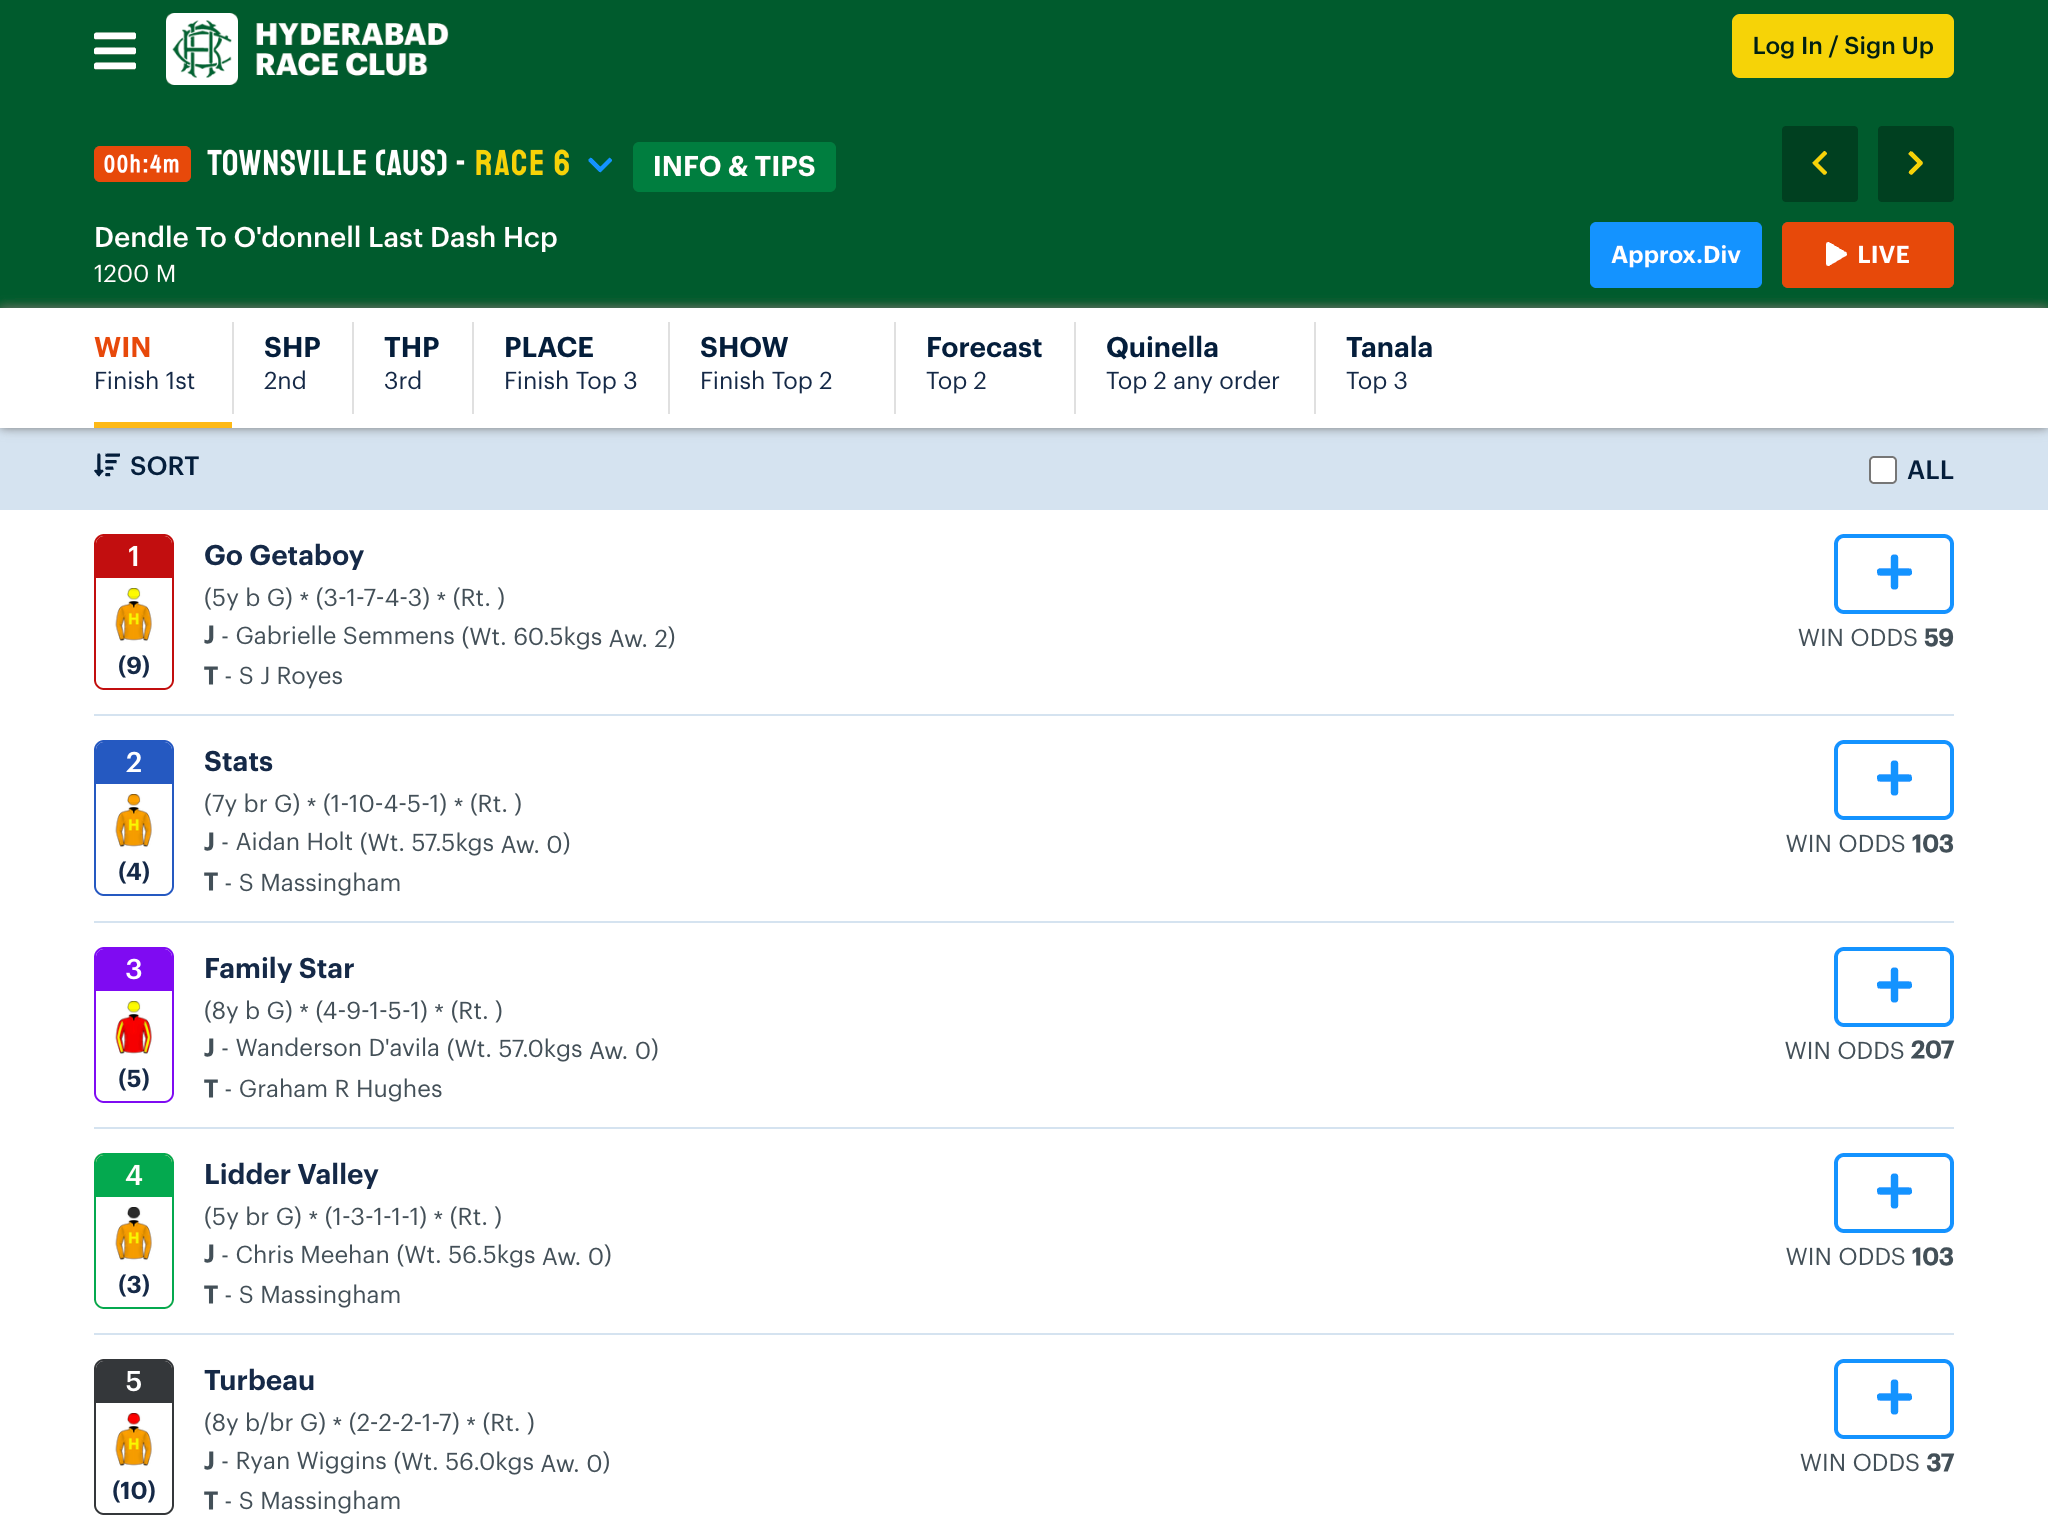 HYDERABAD
RACE CLUB
Log In / Sign Up
00h:4m TOWNSVILLE (AUS) - RACE 6 INFO & TIPS
Dendle To O'donnell Last Dash Hcp
1200 M
Approx.Div
LIVE
WIN
Finish 1st
SHP
2nd
THP
3rd
PLACE
Finish Top 3
SHOW
Finish Top 2
Forecast
Top 2
Quinella
Top 2 any order
Tanala
Top 3
SORT
ALL
1
H
(9)
Go Getaboy
(5y b G) * (3-1-7-4-3) * (Rt. )
J - Gabrielle Semmens (Wt. 60.5kgs Aw. 2)
T - S J Royes
WIN ODDS 59
2
H
(4)
Stats
(7y br G) * (1-10-4-5-1) * (Rt. )
J - Aidan Holt (Wt. 57.5kgs Aw. 0)
T - S Massingham
WIN ODDS 103
3
(5)
Family Star
(8y b G) * (4-9-1-5-1) * (Rt. )
J - Wanderson D'avila (Wt. 57.0kgs Aw. 0)
T - Graham R Hughes
WIN ODDS 207
4
H
(3)
Lidder Valley
(5y br G) * (1-3-1-1-1) * (Rt. )
J - Chris Meehan (Wt. 56.5kgs Aw. 0)
T - S Massingham
WIN ODDS 103
5
H
(10)
Turbeau
(8y b/br G) * (2-2-2-1-7) * (Rt. )
J - Ryan Wiggins (Wt. 56.0kgs Aw. 0)
T - S Massingham
WIN ODDS 37